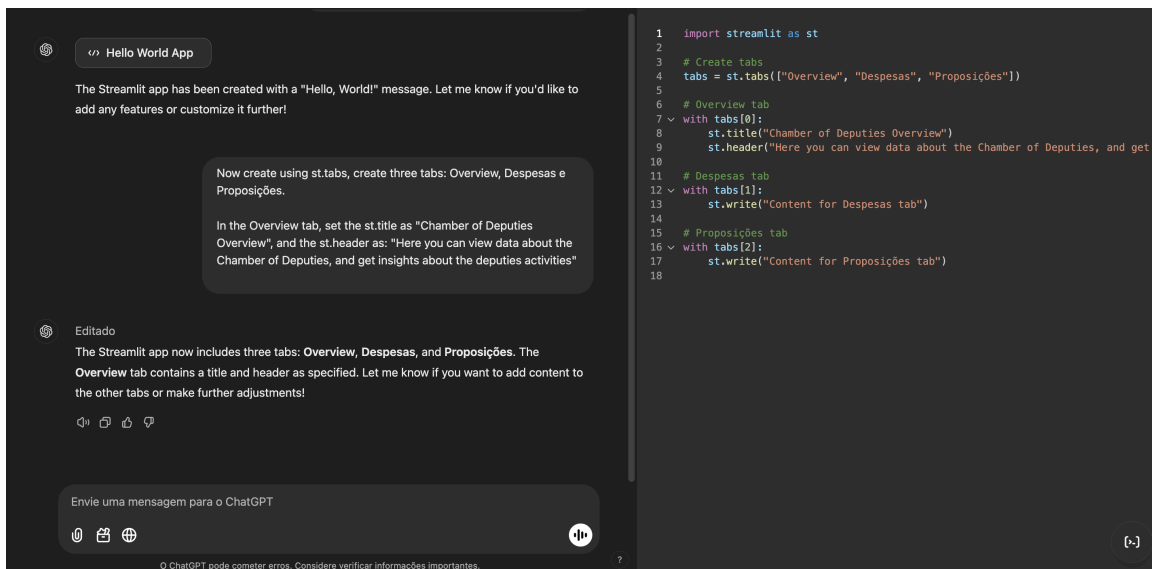 Hello World App
The Streamlit app has been created with a "Hello, World!" message. Let me know if you'd like to
add any features or customize it further!
Now create using st.tabs, create three tabs: Overview, Despesas e
Proposições.
In the Overview tab, set the st.title as "Chamber of Deputies
Overview", and the st.header as: "Here you can view data about the
Chamber of Deputies, and get insights about the deputies activities"
Editado
The Streamlit app now includes three tabs: Overview, Despesas, and Proposições. The
Overview tab contains a title and header as specified. Let me know if you want to add content to
the other tabs or make further adjustments!
Envie uma mensagem para o ChatGPT
O ChatGPT pode cometer erros. Considere verificar informações importantes.
?
1 import streamlit as st
2
3 # Create tabs
4 tabs = st.tabs(["Overview", "Despesas", "Proposições"])
5
6 # Overview tab
7 with tabs[0]:
8 st.title("Chamber of Deputies Overview")
9 st.header("Here you can view data about the Chamber of Deputies, and get
10
11 # Despesas tab
12 with tabs[1]:
13 st.write("Content for Despesas tab")
14
15 # Proposições tab
16 with tabs[2]:
17 st.write("Content for Proposições tab")
18